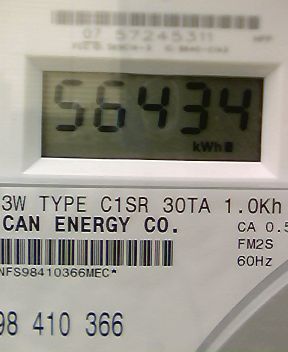 07 57245311
56434
kWh
3W TYPE C1SR 30TA 1.0Kh
CAN ENERGY CO.
CA 0.5
FM2S
60Hz
NFS98410366MEC*
98 410 366